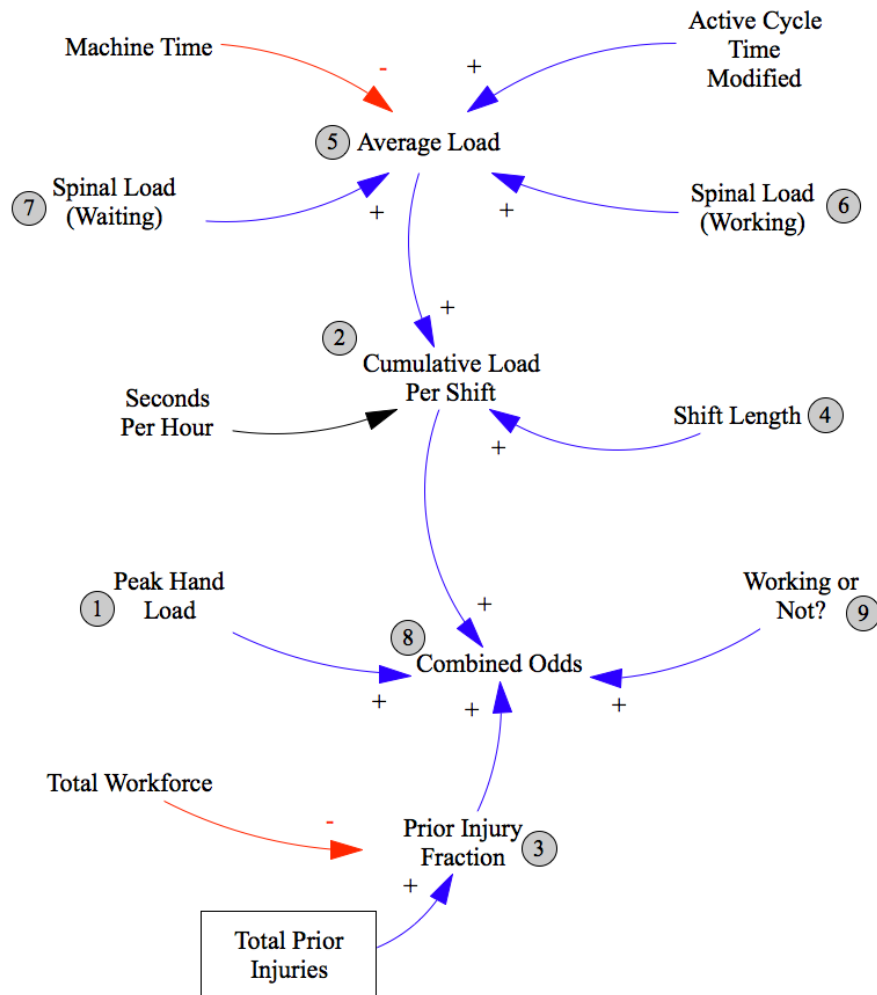 Machine Time
Active Cycle
Time
Modified
-
+
5 Average Load
7 Spinal Load
(Waiting)
Spinal Load 6
(Working)
+
+
+
2
Cumulative Load
Per Shift
Seconds
Per Hour
Shift Length 4
+
1 Peak Hand
Load
Working or
Not? 9
+
8
Combined Odds
+
+
+
Total Workforce
-
Prior Injury
Fraction 3
+
Total Prior
Injuries